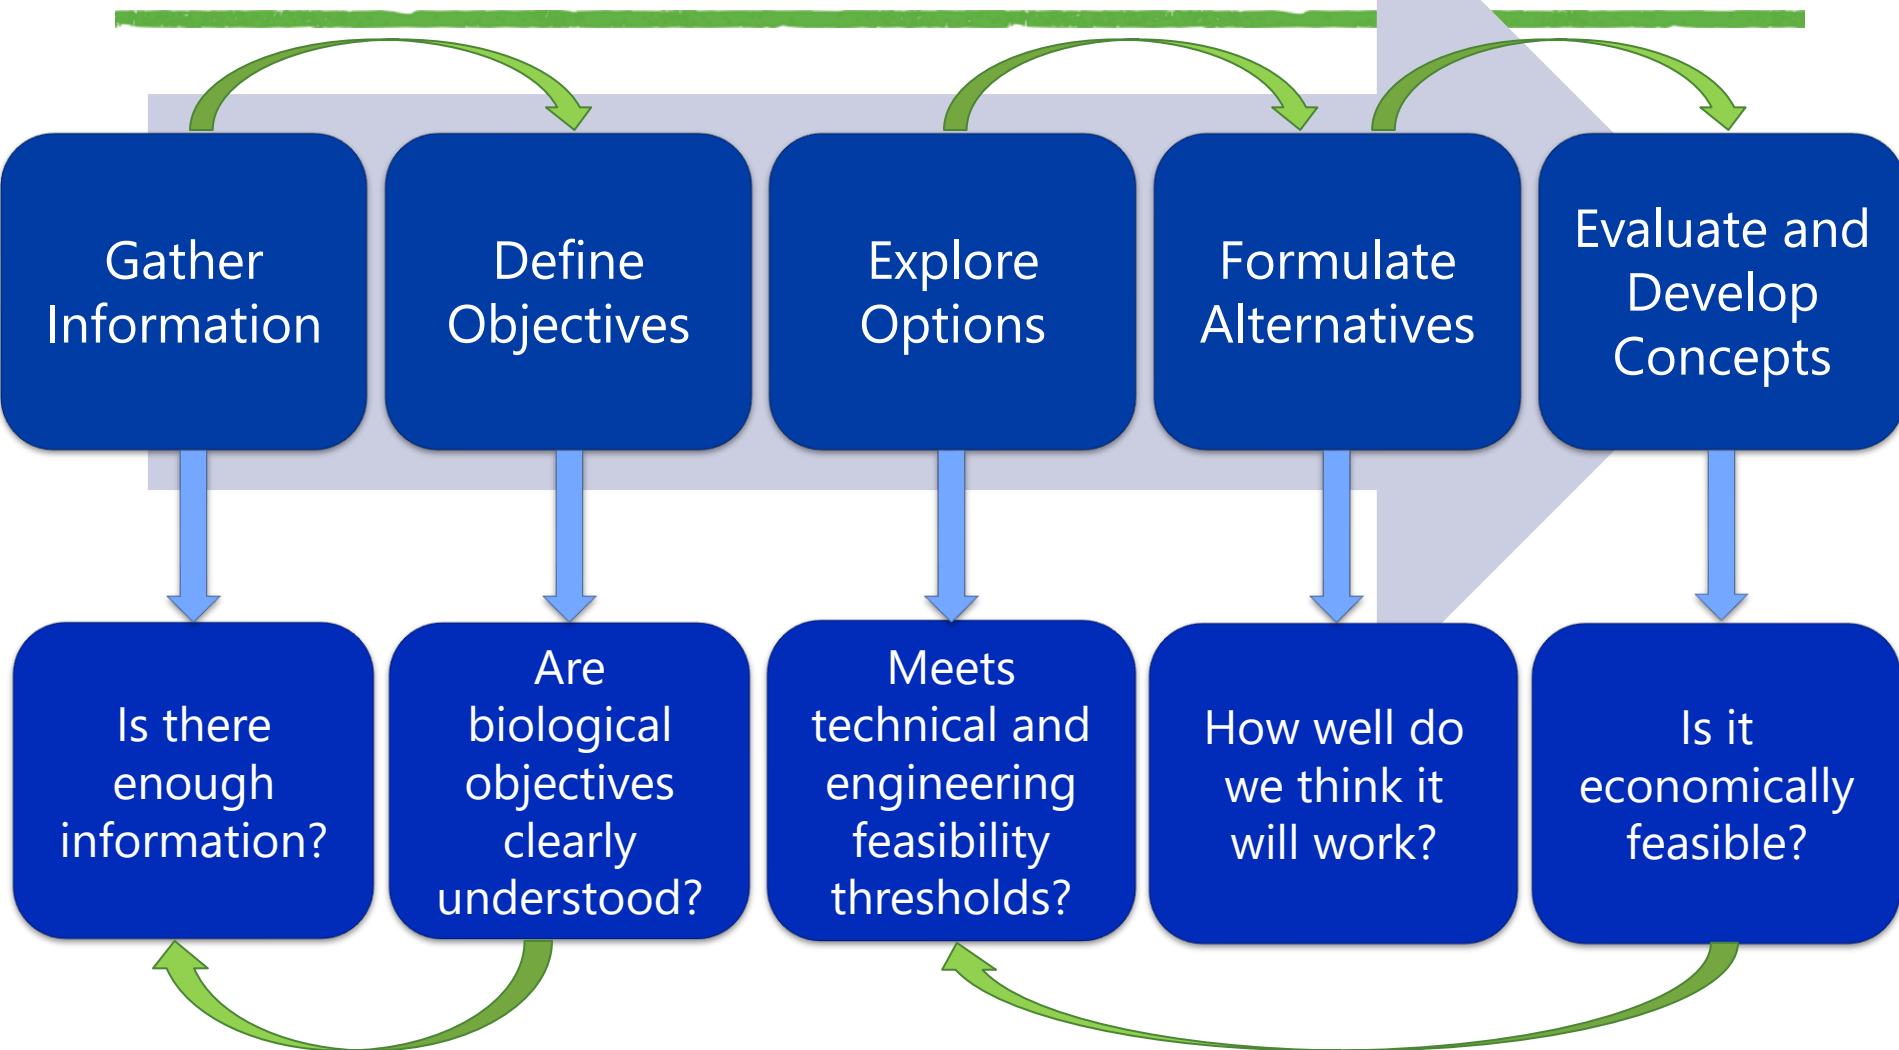 Gather
Information
Define
Objectives
Explore
Options
Formulate
Alternatives
Evaluate and
Develop
Concepts
Is there
enough
information?
Are
biological
objectives
clearly
understood?
Meets
technical and
engineering
feasibility
thresholds?
How well do
we think it
will work?
Is it
economically
feasible?